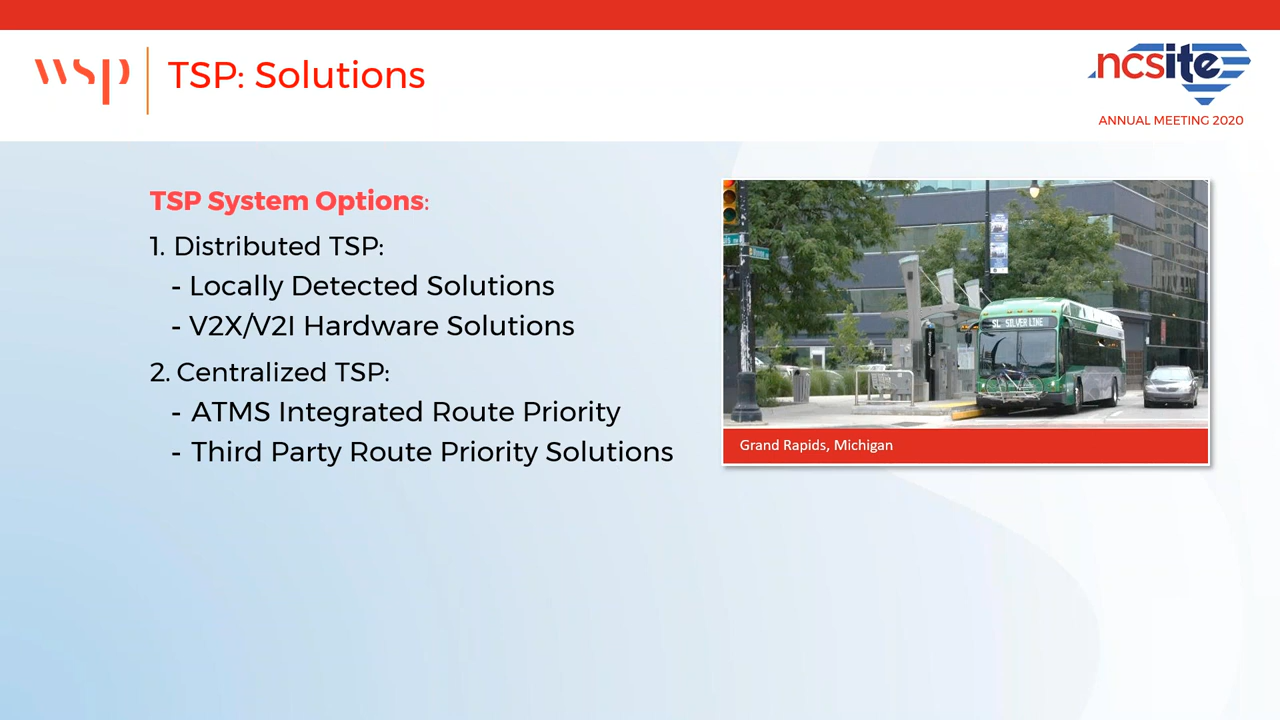 wsp
TSP: Solutions
ncsite
ANNUAL MEETING 2020
TSP System Options:
1. Distributed TSP:
- Locally Detected Solutions
- V2X/V2I Hardware Solutions
2. Centralized TSP:
- ATMS Integrated Route Priority
- Third Party Route Priority Solutions
SL SILVER LINE
Grand Rapids, Michigan